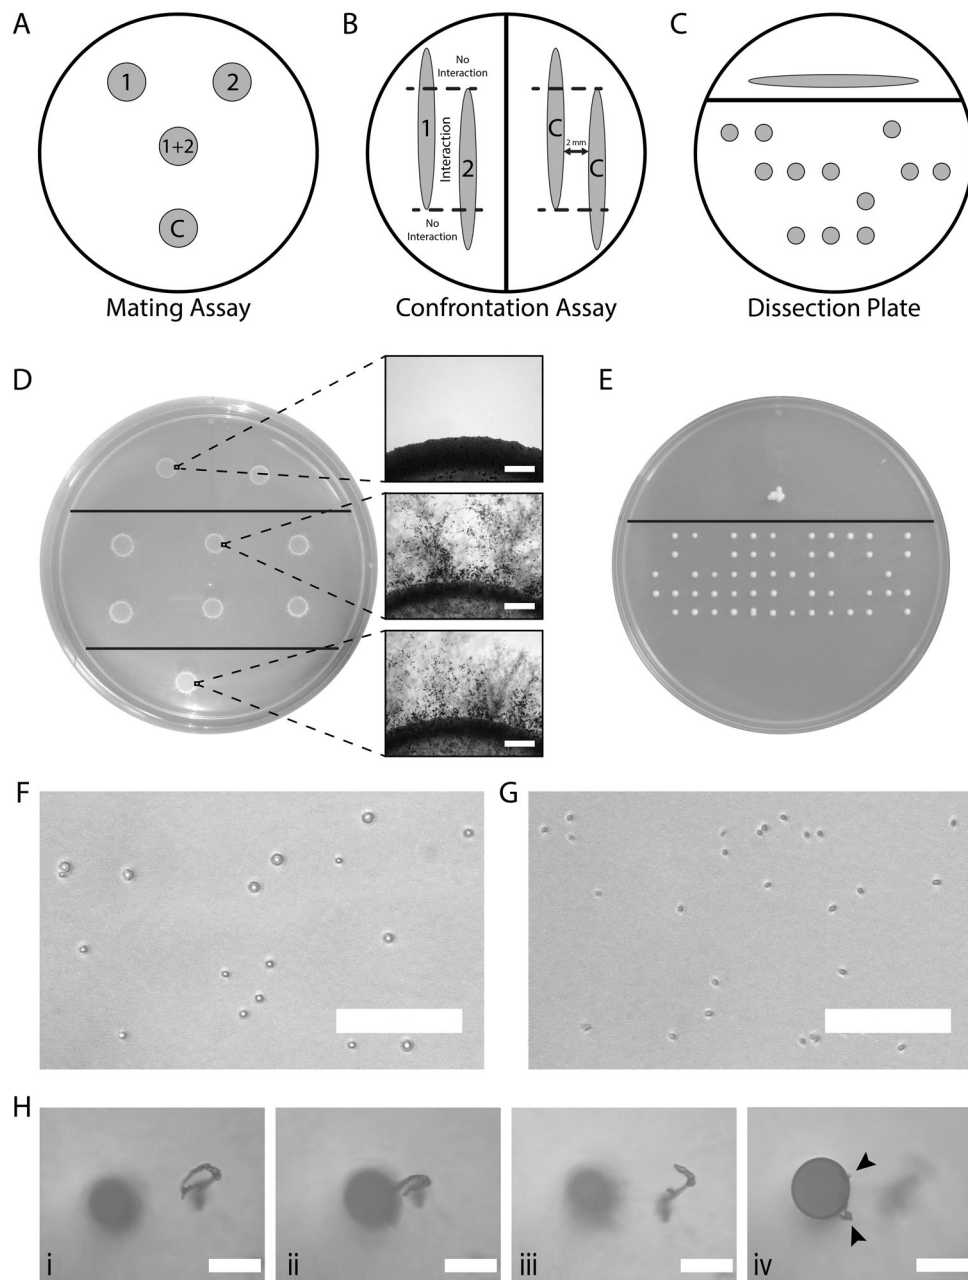 A
B
C
1
2
1+2
C
Mating Assay
No
Interaction
1
Interaction
2
No
Interaction
C
2 mm
C
Confrontation Assay
Dissection Plate
D
E
F
G
H
i
ii
iii
iv